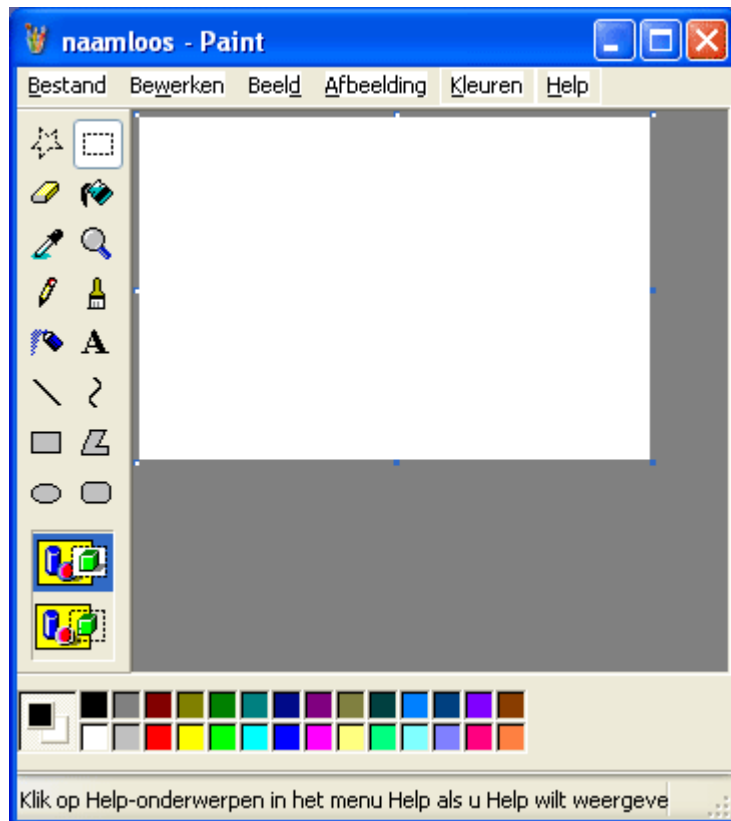 naamloos - Paint
Bestand Bewerken Beeld Afbeelding Kleuren Help
A
Klik op Help-onderwerpen in het menu Help als u Help wilt weergeve